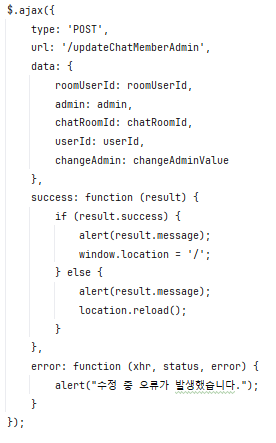 $.ajax({
    type: 'POST',
    url: '/updateChatMemberAdmin',
    data: {
        roomUserId: roomUserId,
        admin: admin,
        chatRoomId: chatRoomId,
        userId: userId,
        changeAdmin: changeAdminValue
    },
    success: function (result) {
        if (result.success) {
            alert(result.message);
            window.location = '/';
        } else {
            alert(result.message);
            location.reload();
        }
    },
    error: function (xhr, status, error) {
        alert("수정 중 오류가 발생했습니다.");
    }
});